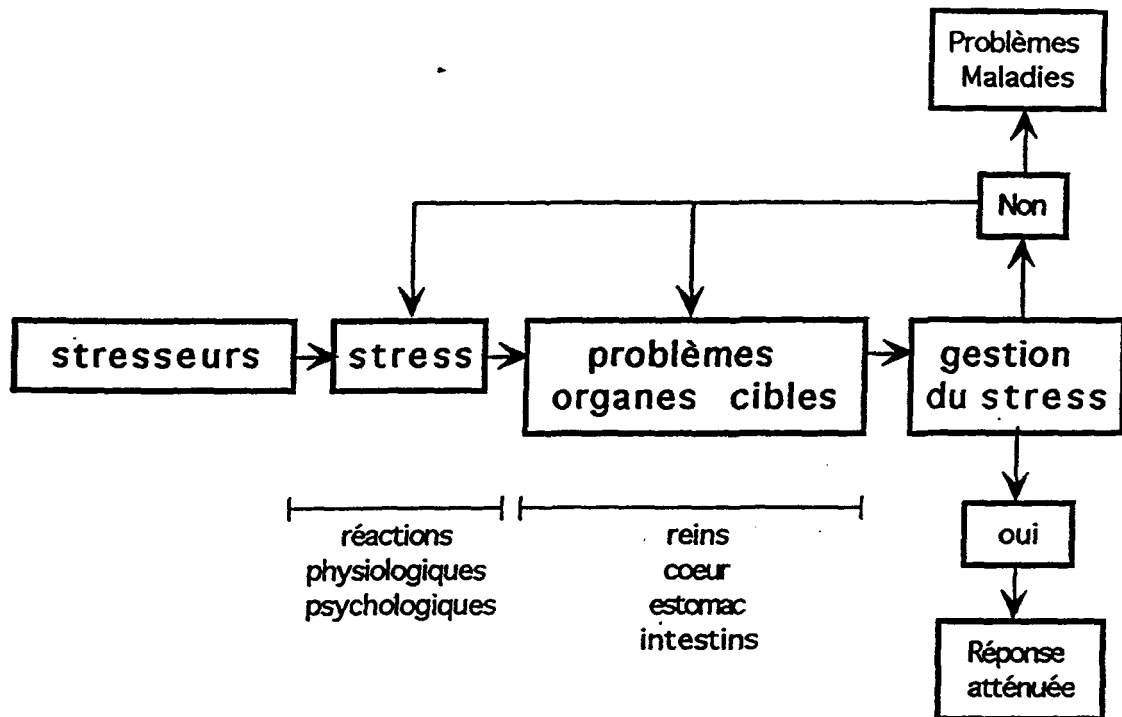 Problèmes
Maladies
Non
stresseurs
stress
problèmes
organes cibles
gestion
du stress
réactions
physiologiques
psychologiques
reins
coeur
estomac
intestins
oui
Réponse
atténuée